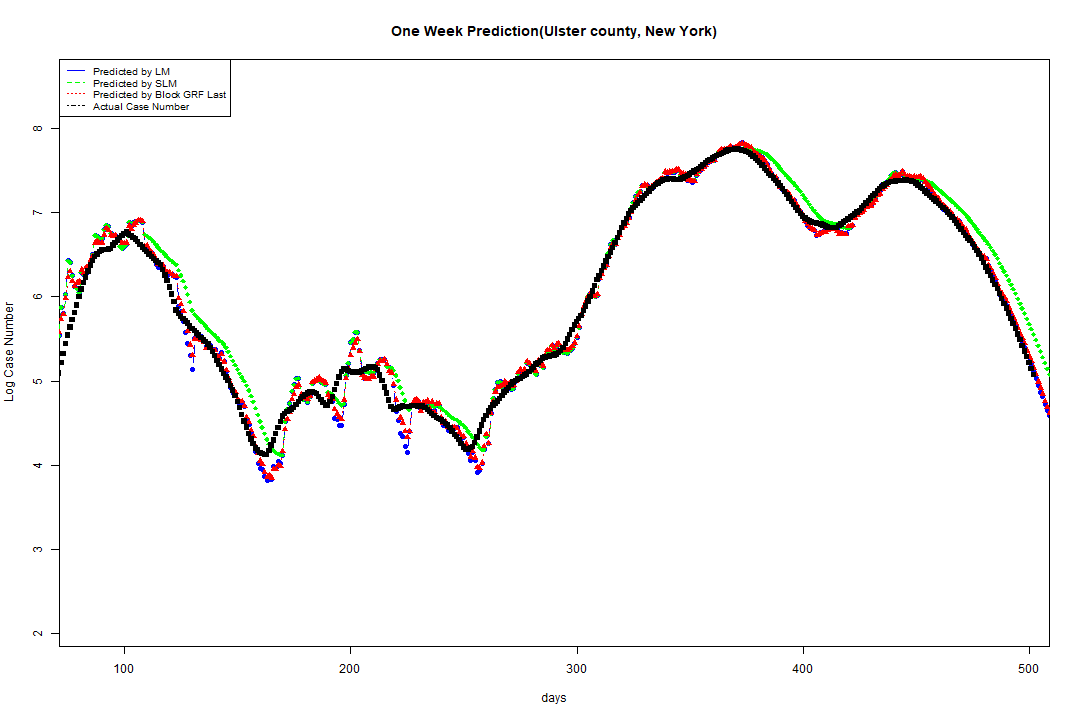 One Week Prediction(Ulster county, New York)
Predicted by LM
Predicted by SLM
Predicted by Block GRF Last
Actual Case Number
8
7
6
5
4
3
2
Log Case Number
100 200 300 400 500
days